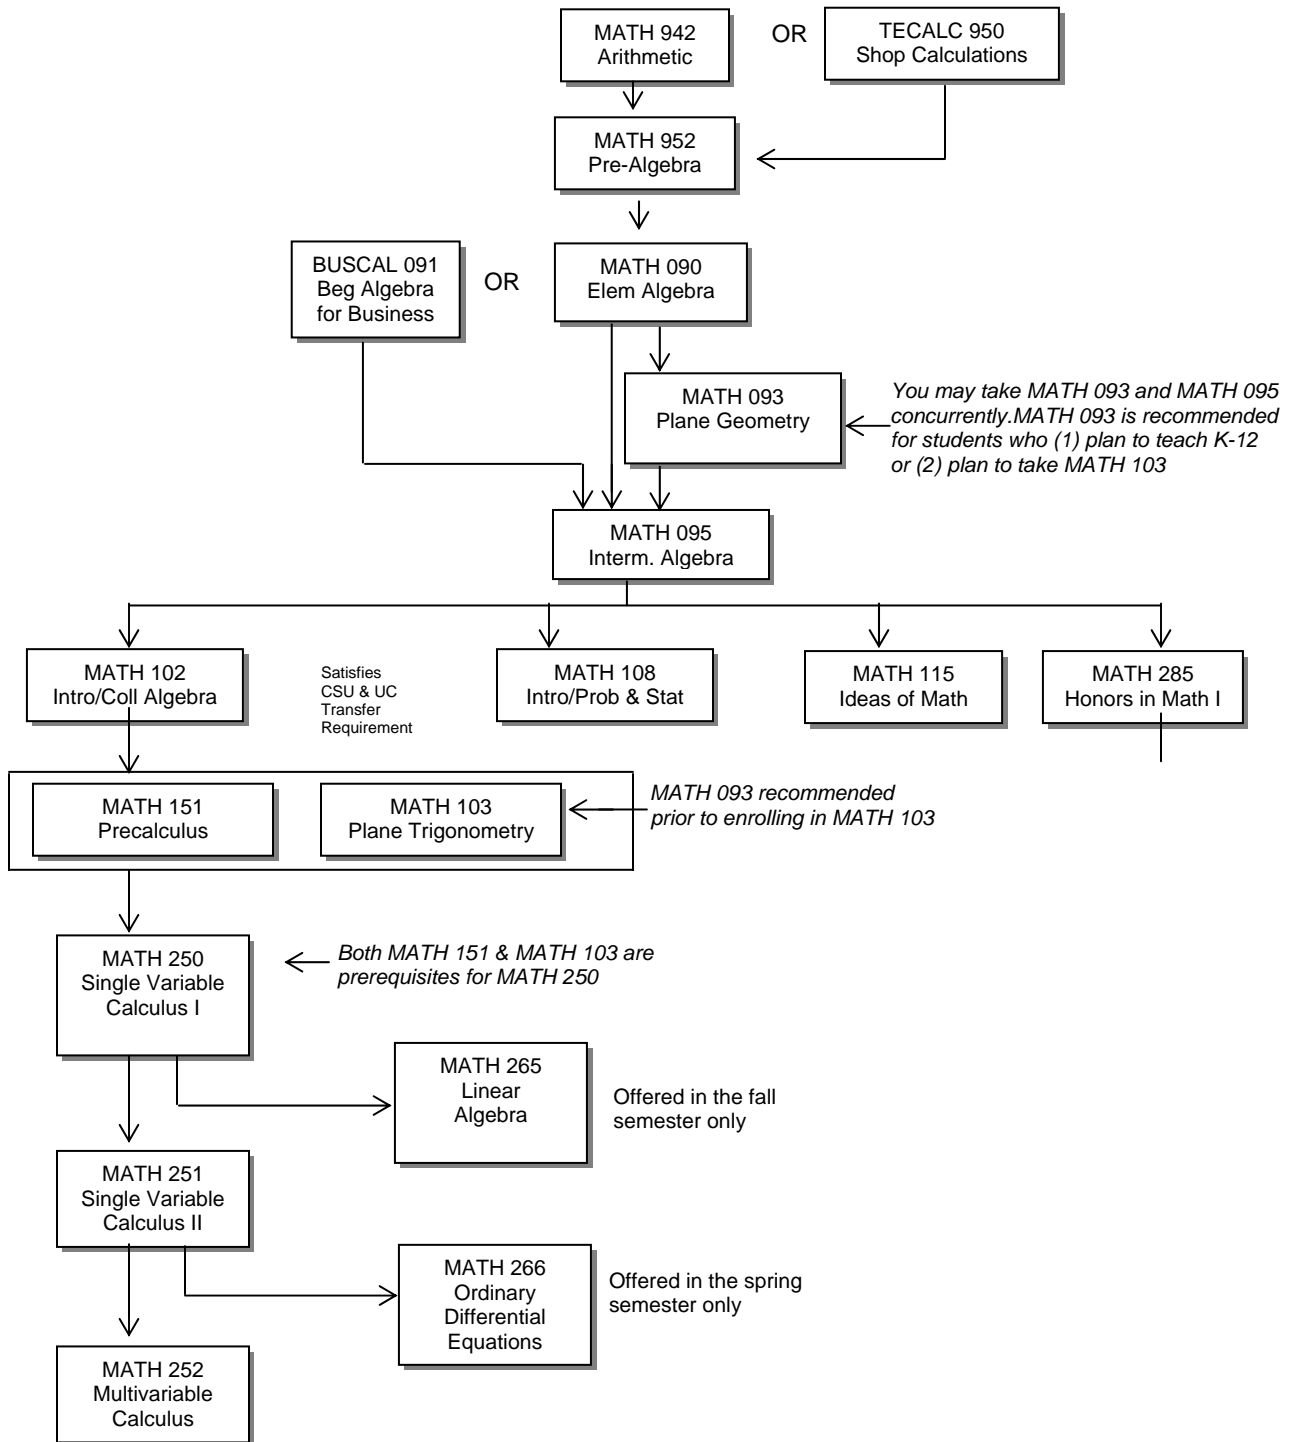 MATH 942
Arithmetic
OR
TECALC 950
Shop Calculations
MATH 952
Pre-Algebra
BUSCAL 091
Beg Algebra
for Business
OR
MATH 090
Elem Algebra
MATH 093
Plane Geometry
You may take MATH 093 and MATH 095
concurrently.MATH 093 is recommended
for students who (1) plan to teach K-12
or (2) plan to take MATH 103
MATH 095
Interm. Algebra
MATH 102
Intro/Coll Algebra
Satisfies
CSU & UC
Transfer
Requirement
MATH 108
Intro/Prob & Stat
MATH 115
Ideas of Math
MATH 285
Honors in Math I
MATH 151
Precalculus
MATH 103
Plane Trigonometry
MATH 093 recommended
prior to enrolling in MATH 103
MATH 250
Single Variable
Calculus I
Both MATH 151 & MATH 103 are
prerequisites for MATH 250
MATH 265
Linear
Algebra
Offered in the fall
semester only
MATH 251
Single Variable
Calculus II
MATH 266
Ordinary
Differential
Equations
Offered in the spring
semester only
MATH 252
Multivariable
Calculus